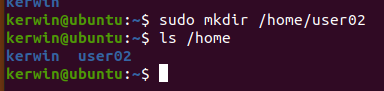 kerwin
kerwin@ubuntu:~$ sudo mkdir /home/user02
kerwin@ubuntu:~$ ls /home
kerwin  user02
kerwin@ubuntu:~$